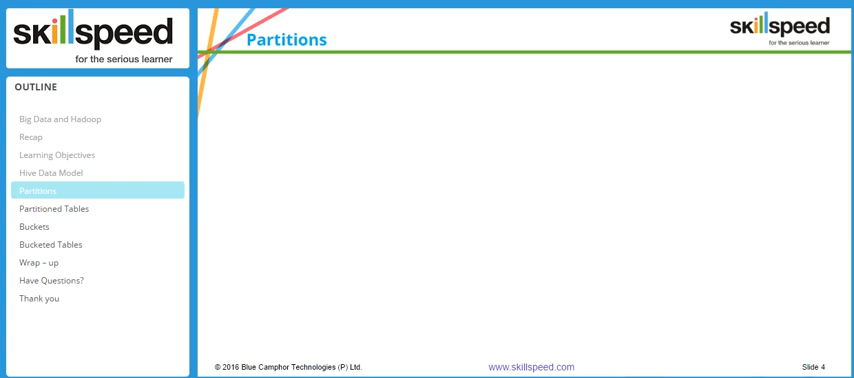 skillspeed
for the serious learner
OUTLINE
Big Data and Hadoop
Recap
Learning Objectives
Hive Data Model
Partitions
Partitioned Tables
Buckets
Bucketed Tables
Wrap – up
Have Questions?
Thank you
Partitions
skillspeed
for the serious learner
© 2016 Blue Camphor Technologies (P) Ltd.
www.skillspeed.com
Slide 4